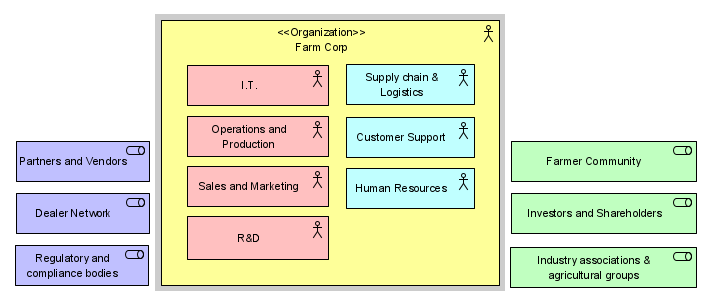 <<Organization>>
Farm Corp
I.T.
Operations and
Production
Sales and Marketing
R&D
Supply chain &
Logistics
Customer Support
Human Resources
Partners and Vendors
Dealer Network
Regulatory and
compliance bodies
Farmer Community
Investors and Shareholders
Industry associations &
agricultural groups